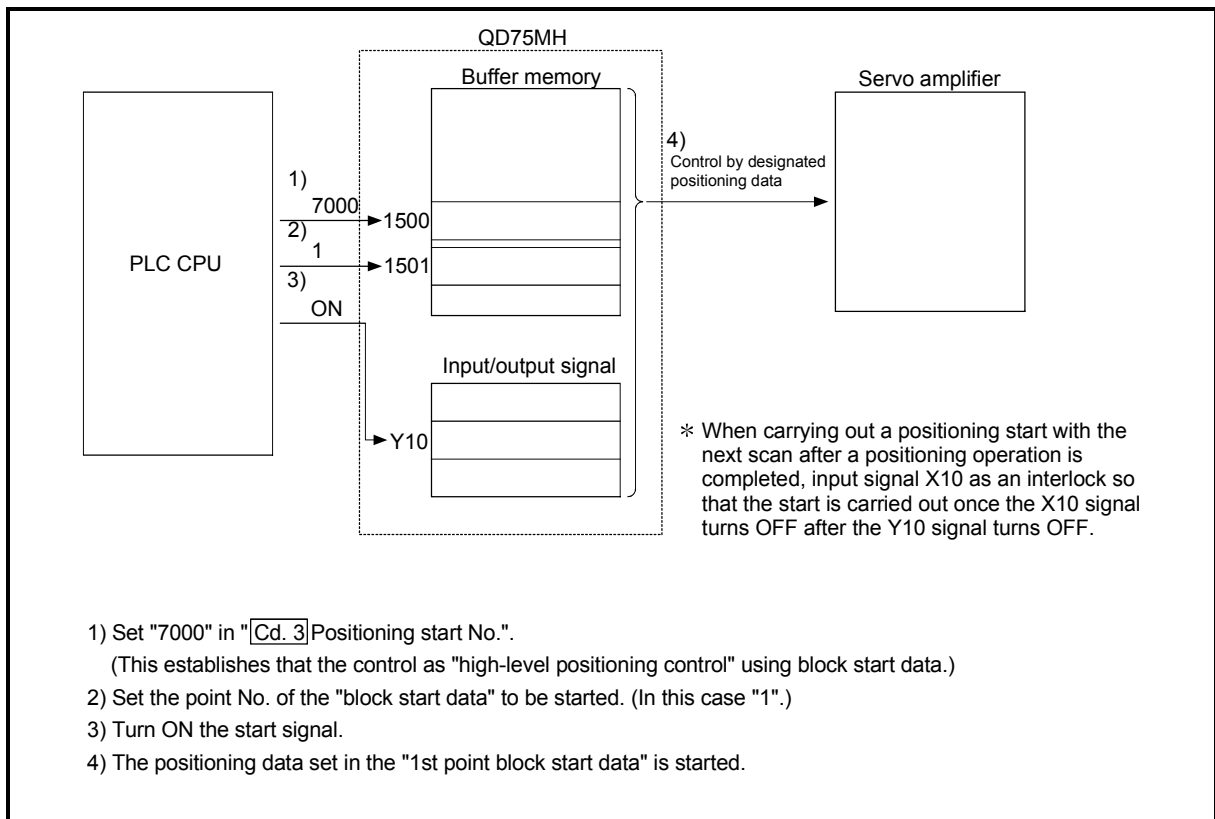 QD75MH
Buffer memory
Servo amplifier
4)
Control by designated
positioning data
1)
7000
1500
2)
1
1501
PLC CPU
3)
ON
Input/output signal
Y10
* When carrying out a positioning start with the
next scan after a positioning operation is
completed, input signal X10 as an interlock so
that the start is carried out once the X10 signal
turns OFF after the Y10 signal turns OFF.
1) Set "7000" in "Cd. 3 Positioning start No.".
(This establishes that the control as "high-level positioning control" using block start data.)
2) Set the point No. of the "block start data" to be started. (In this case "1".)
3) Turn ON the start signal.
4) The positioning data set in the "1st point block start data" is started.